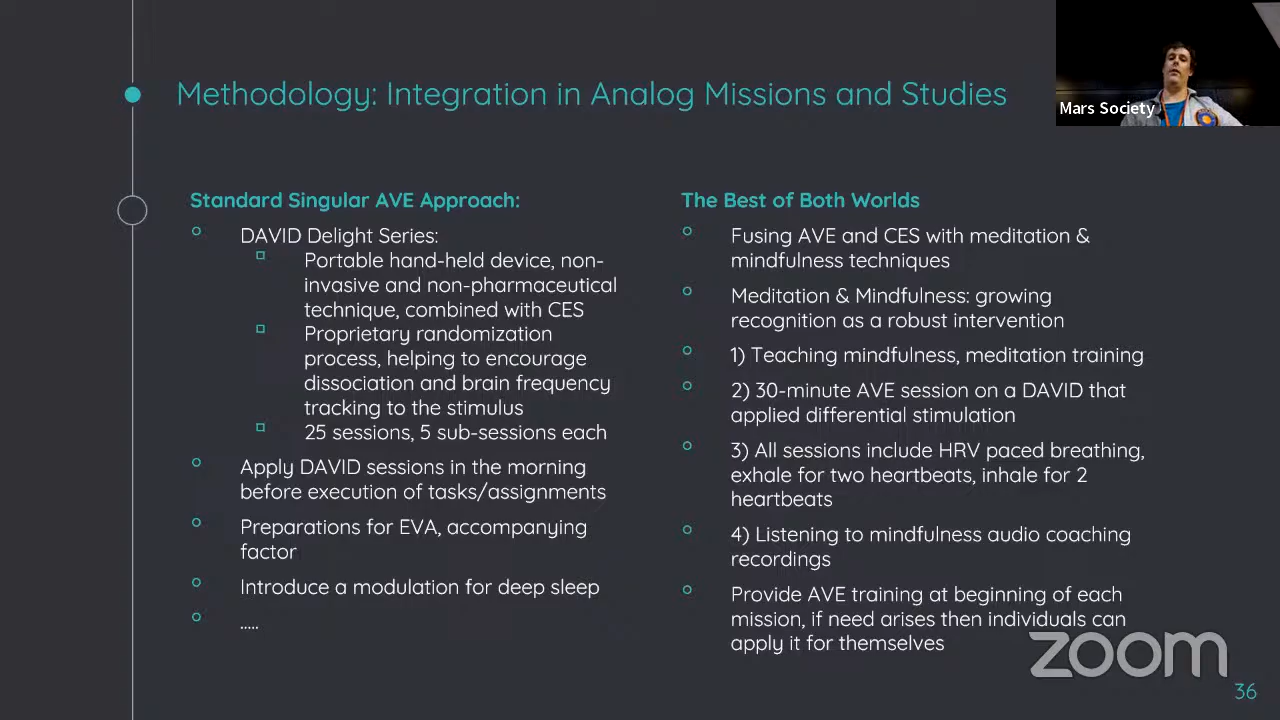 Methodology: Integration in Analog Missions and Studies
Mars Society
Standard Singular AVE Approach:
DAVID Delight Series:
Portable hand-held device, non-
invasive and non-pharmaceutical
technique, combined with CES
Proprietary randomization
process, helping to encourage
dissociation and brain frequency
tracking to the stimulus
25 sessions, 5 sub-sessions each
Apply DAVID sessions in the morning
before execution of tasks/assignments
Preparations for EVA, accompanying
factor
Introduce a modulation for deep sleep
.....
The Best of Both Worlds
Fusing AVE and CES with meditation &
mindfulness techniques
Meditation & Mindfulness: growing
recognition as a robust intervention
1) Teaching mindfulness, meditation training
2) 30-minute AVE session on a DAVID that
applied differential stimulation
3) All sessions include HRV paced breathing,
exhale for two heartbeats, inhale for 2
heartbeats
4) Listening to mindfulness audio coaching
recordings
Provide AVE training at beginning of each
mission, if need arises then individuals can
apply it for themselves
zoom
36